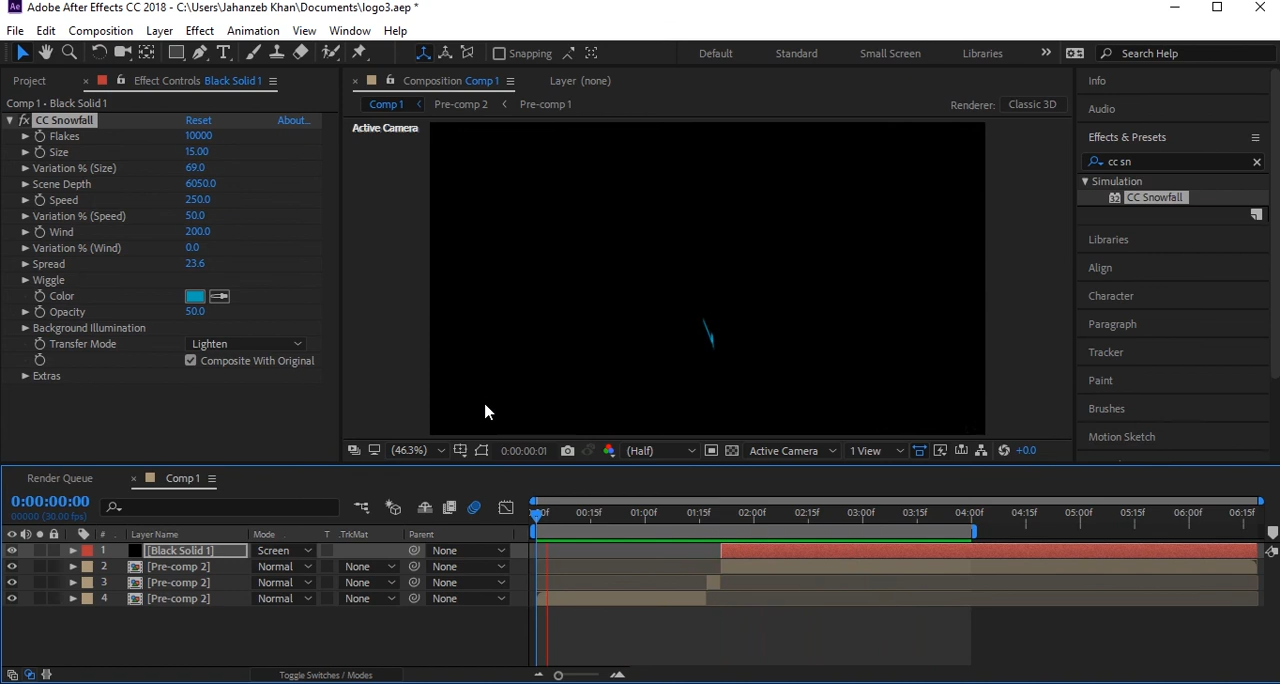 Adobe After Effects CC 2018 - C:\Users\Jahanzeb Khan\Documents\logo3.aep *
File Edit Composition Layer Effect Animation View Window Help
Snapping Default Standard Small Screen Libraries Search Help
Project Effect Controls Black Solid 1 Composition Comp 1 Layer (none) Info
Comp 1 • Black Solid 1 Comp 1 Pre-comp 2 Pre-comp 1 Renderer: Classic 3D
Audio
Active Camera
Effects & Presets
cc sn
Simulation
CC Snowfall
fx CC Snowfall Reset About...
Flakes 10000
Size 15.00
Variation % (Size) 69.0
Scene Depth 6050.0
Speed 250.0
Variation % (Speed) 50.0
Wind 200.0
Variation % (Wind) 0.0
Spread 23.6
Wiggle
Color
Opacity 50.0
Background Illumination
Transfer Mode Lighten
Composite With Original
Extras
Libraries
Align
Character
Paragraph
Tracker
Paint
Brushes
Motion Sketch
(46.3%) 0:00:00:01 (Half) Active Camera 1 View +0.0
Render Queue Comp 1
0:00:00:00
00000 (30.00 fps)
00f 00:15f 01:00f 01:15f 02:00f 02:15f 03:00f 03:15f 04:00f 04:15f 05:00f 05:15f 06:00f 06:15f
# Layer Name Mode T .TrkMat Parent
1 [Black Solid 1] Screen None
2 [Pre-comp 2] Normal None None
3 [Pre-comp 2] Normal None None
4 [Pre-comp 2] Normal None None
Toggle Switches / Modes